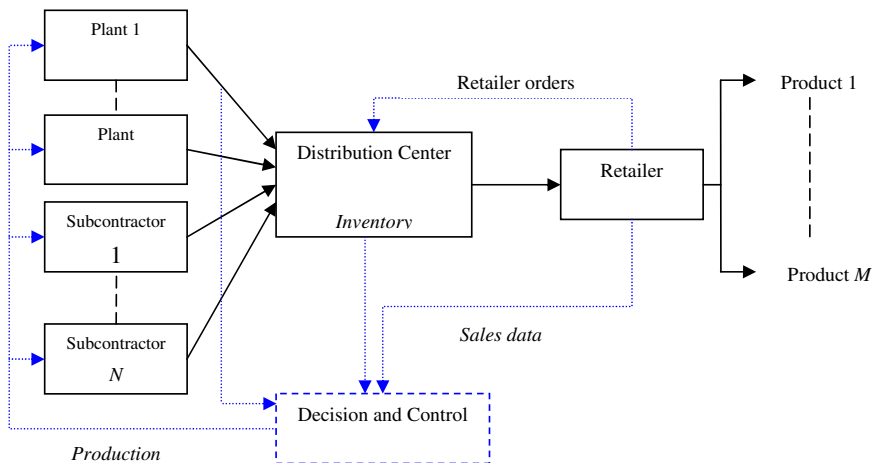 Plant 1
Retailer orders
Product 1
Plant
Distribution Center
Retailer
Subcontractor
1
Inventory
Product M
Subcontractor
N
Sales data
Decision and Control
Production